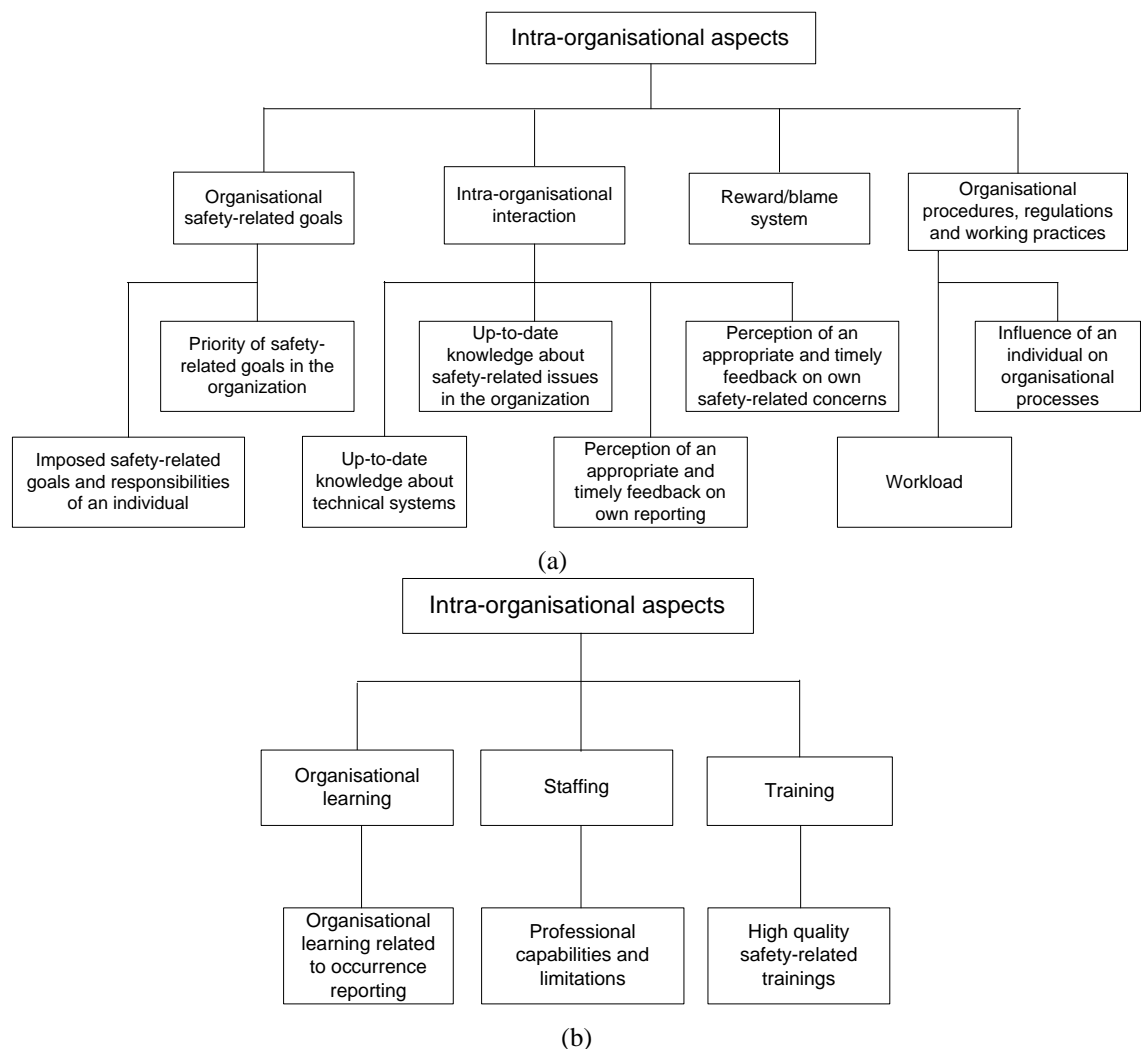 Intra-organisational aspects
Organisational
safety-related goals
Intra-organisational
interaction
Reward/blame
system
Organisational
procedures, regulations
and working practices
Priority of safety-
related goals in the
organization
Up-to-date
knowledge about
safety-related issues
in the organization
Perception of an
appropriate and timely
feedback on own
safety-related concerns
Influence of an
individual on
organisational
processes
Imposed safety-related
goals and responsibilities
of an individual
Up-to-date
knowledge about
technical systems
Perception of an
appropriate and
timely feedback on
own reporting
Workload
(a)
Intra-organisational aspects
Organisational
learning
Staffing
Training
Organisational
learning related
to occurrence
reporting
Professional
capabilities and
limitations
High quality
safety-related
trainings
(b)